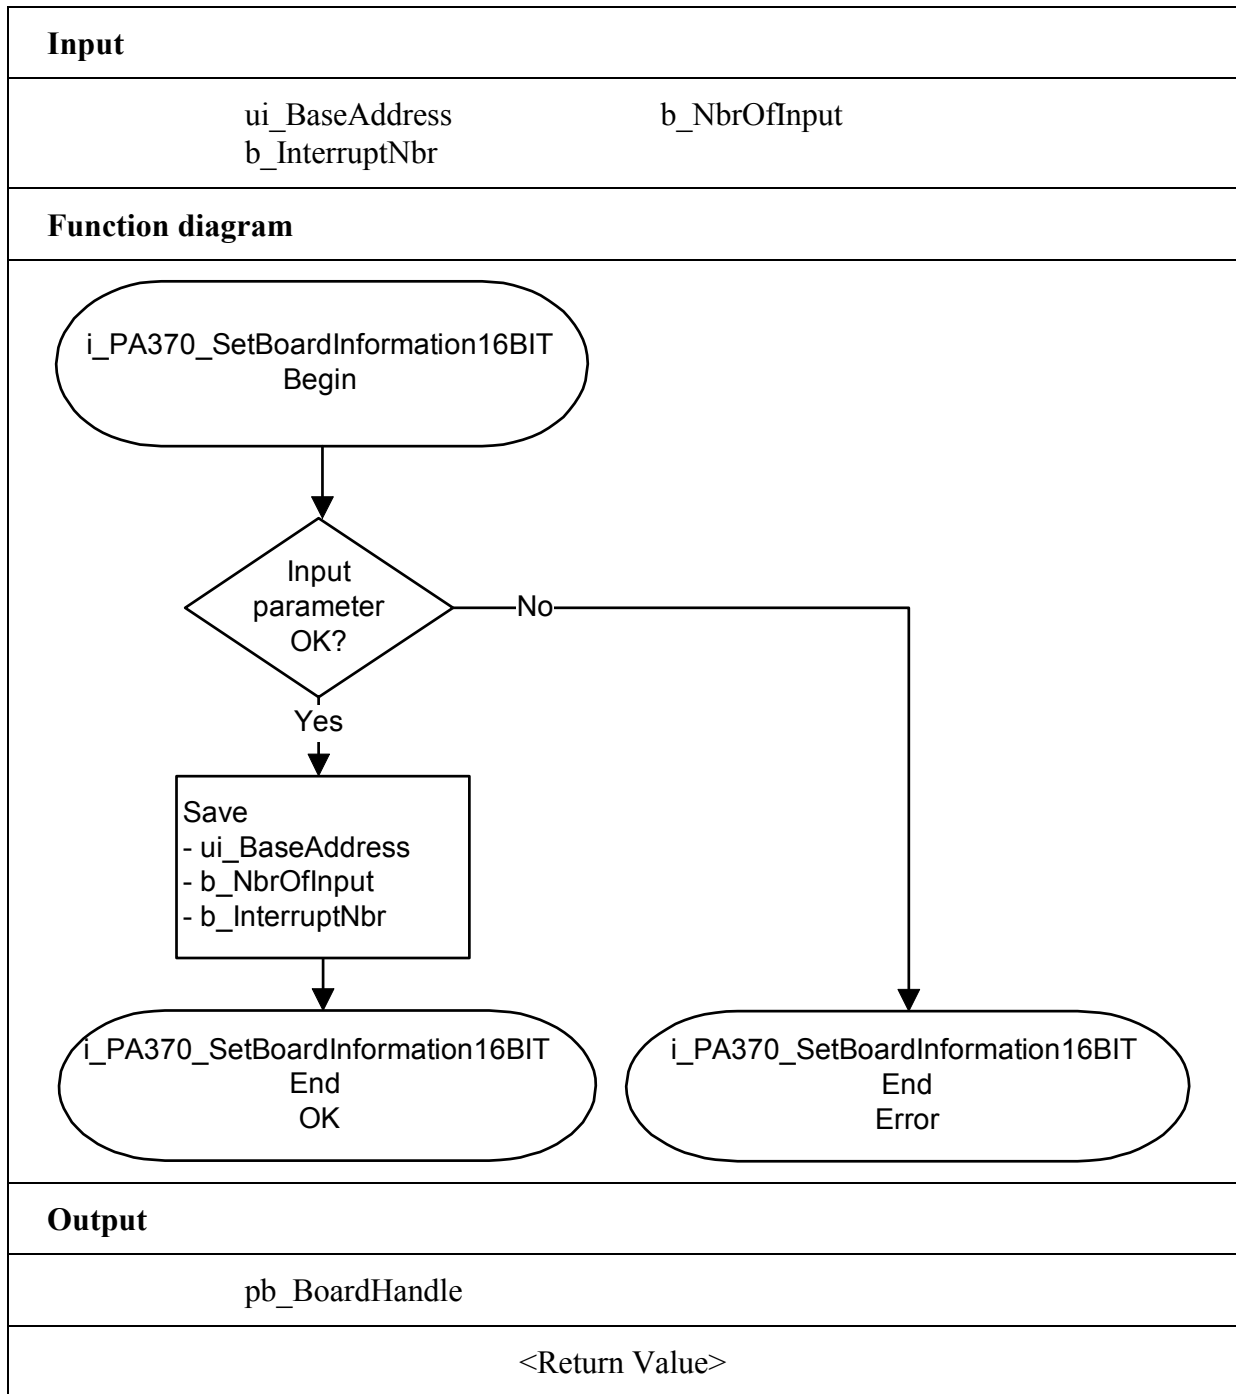 Input
ui_BaseAddress b_NbrOfInput
b_InterruptNbr
Function diagram
i_PA370_SetBoardInformation16BIT
Begin
Input
parameter
OK?
No
Yes
Save
- ui_BaseAddress
- b_NbrOfInput
- b_InterruptNbr
i_PA370_SetBoardInformation16BIT
End
OK
i_PA370_SetBoardInformation16BIT
End
Error
Output
pb_BoardHandle
<Return Value>